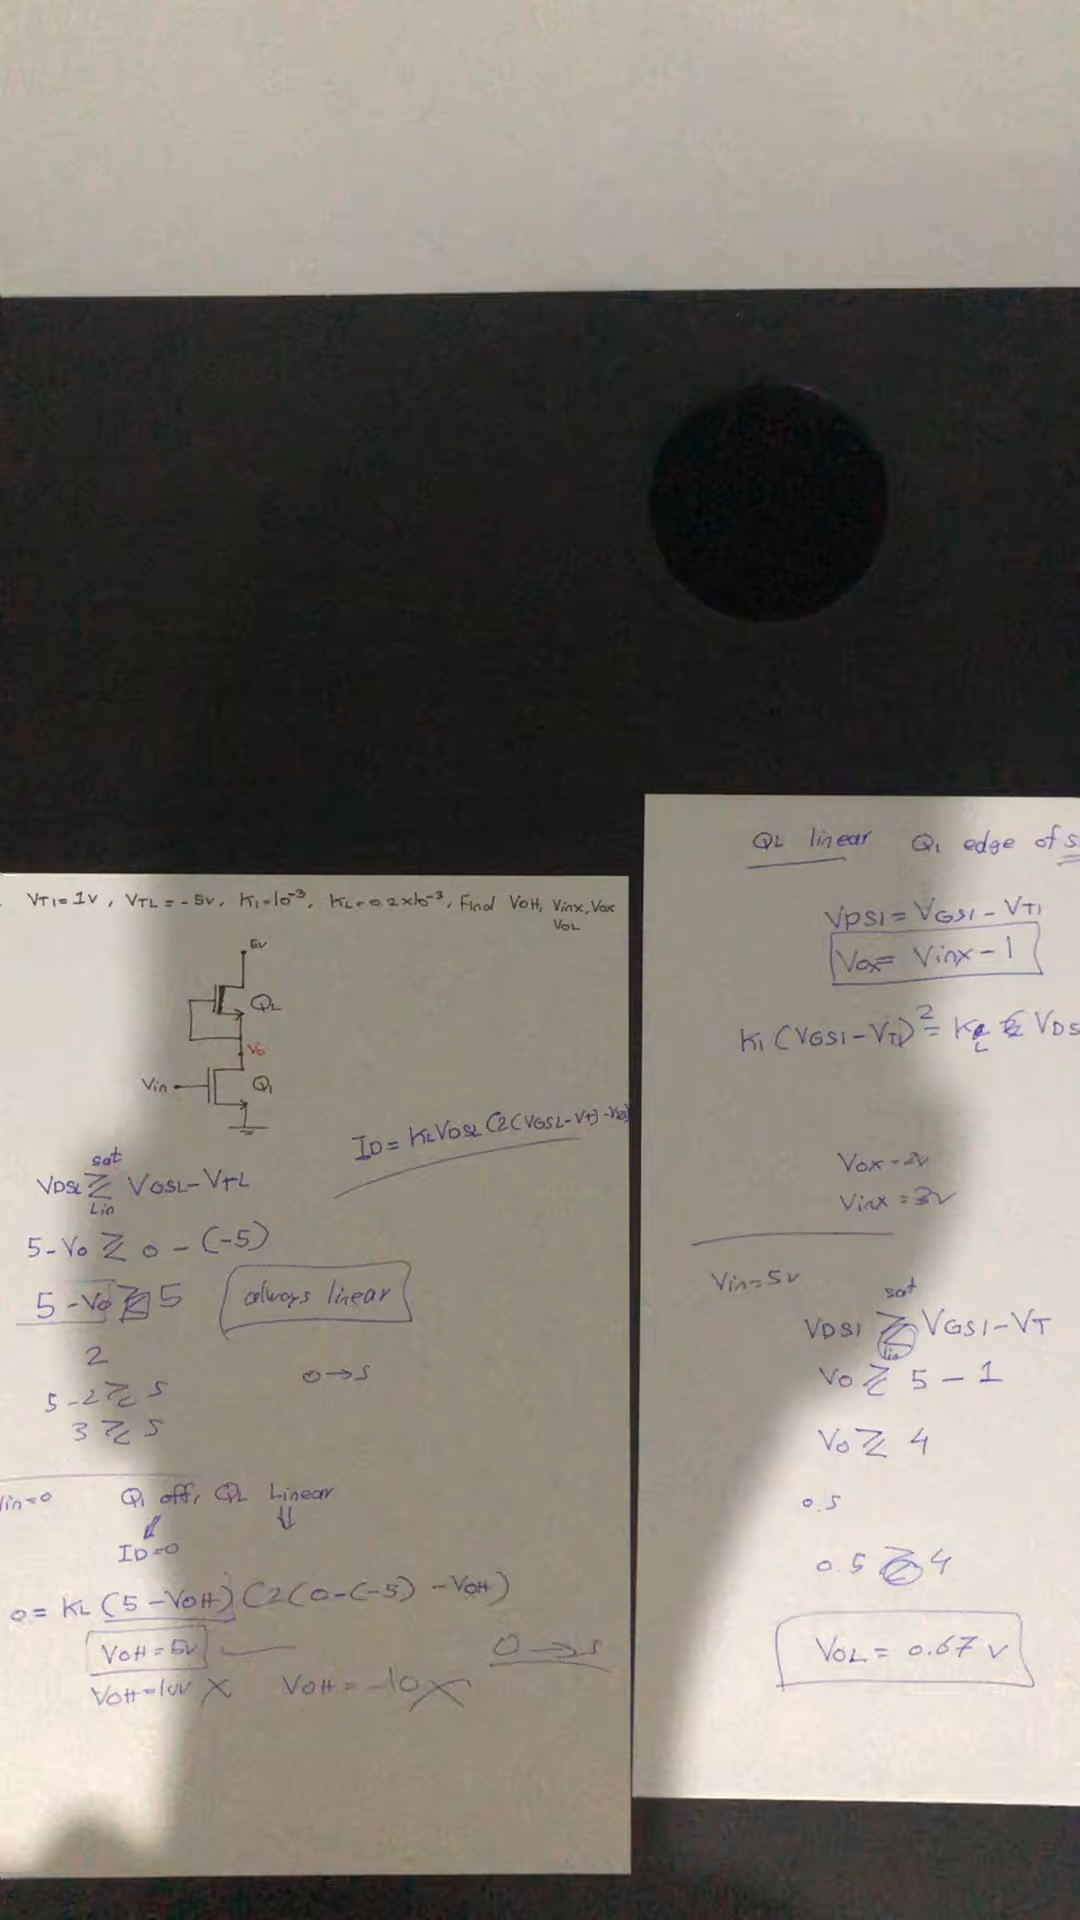 VT1=1V, VTL=-5V, K1=10⁻³, KL=0.2x10⁻³, Find VOH, Vinx, Vox
VOL
5V
QL
Vo
Vin
Q1
ID = KLVDSL (2(VGSL-VT)-
sat
VDSL ≷ VGSL-VTL
Lin
5-Vo ≷ 0-(-5)
5-Vo ≷ 5 always linear
2
0→5
5-2 ≷ 5
3 ≷ 5
in=0 Q1 off, QL Linear
⇓ ⇓
ID=0
0= KL (5-VOH) (2(0-(-5) -VOH)
VOH=5V 0→5
VOH=10V X VOH=-10 X
QL linear Q1 edge of s
VDS1=VGS1-VT1
Vox= Vinx-1
K1 (VGS1-VT)²= KL VDS
Vox=2V
Vinx=3V
Vin=5V
sat
VDS1 ≷ VGS1-VT
lin
Vo ≷ 5-1
Vo ≷ 4
0.5
0.5 ≷ 4
VOL= 0.67 V